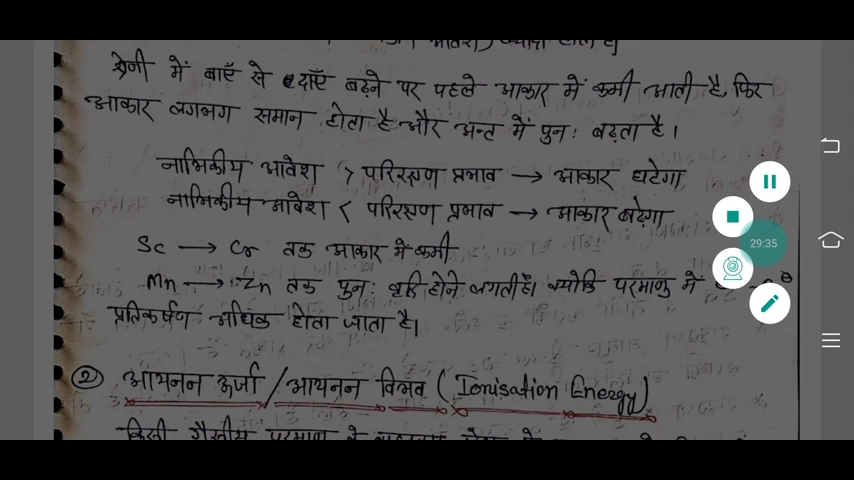 श्रेणी में बाएँ से दाएँ बढ़ने पर पहले आकार में कमी आती है, फिर
आकार लगभग समान होता है और अन्त में पुनः बढ़ता है।
नाभिकीय आवेश > परिरक्षण प्रभाव → आकार घटेगा
नाभिकीय आवेश < परिरक्षण प्रभाव → आकार बढ़ेगा
29:35
Sc → Cr तक आकार में कमी
Mn → Zn तक पुनः वृद्धि होने लगती है। क्योंकि परमाणु में
प्रतिकर्षण अधिक होता जाता है।
② आयनन ऊर्जा / आयनन विभव (Ionisation Energy)